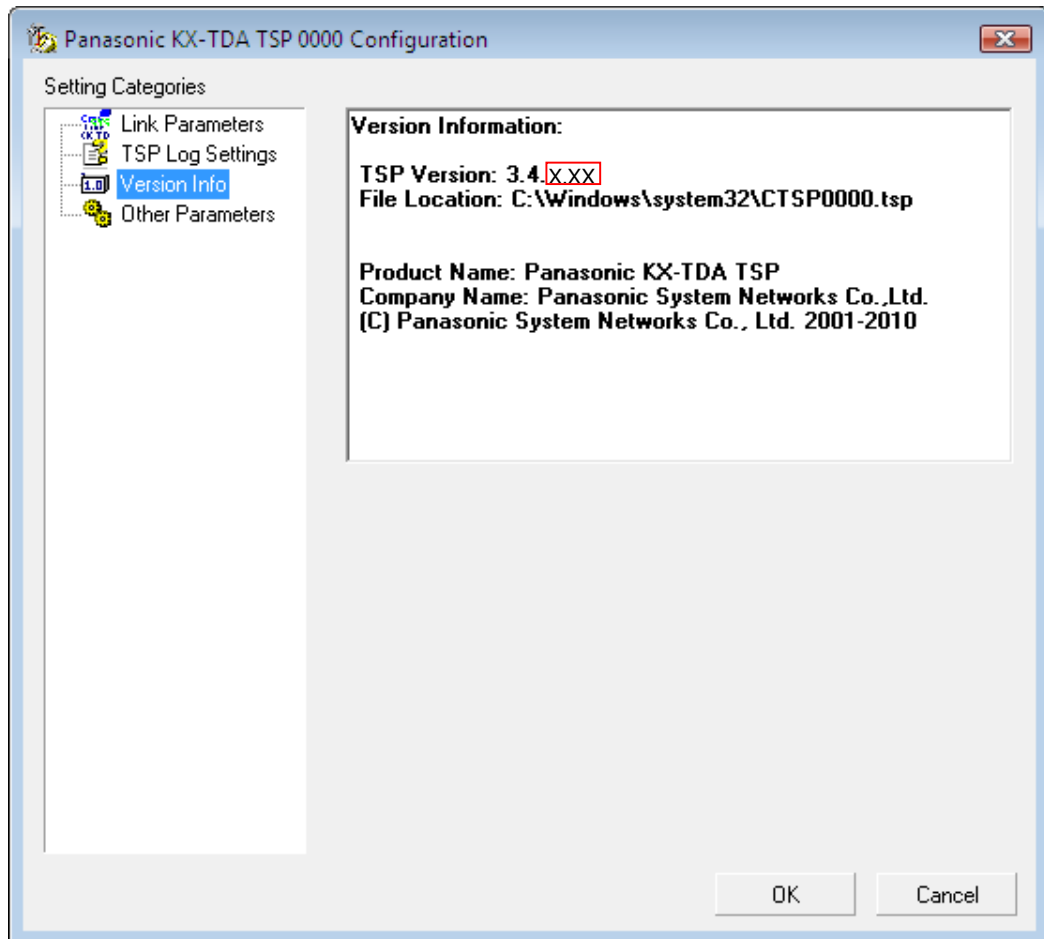 Panasonic KX-TDA TSP 0000 Configuration
Setting Categories
Link Parameters
TSP Log Settings
Version Info
Other Parameters
Version Information:
TSP Version: 3.4.X.XX
File Location: C:\Windows\system32\CTSP0000.tsp
Product Name: Panasonic KX-TDA TSP
Company Name: Panasonic System Networks Co.,Ltd.
(C) Panasonic System Networks Co., Ltd. 2001-2010
OK
Cancel